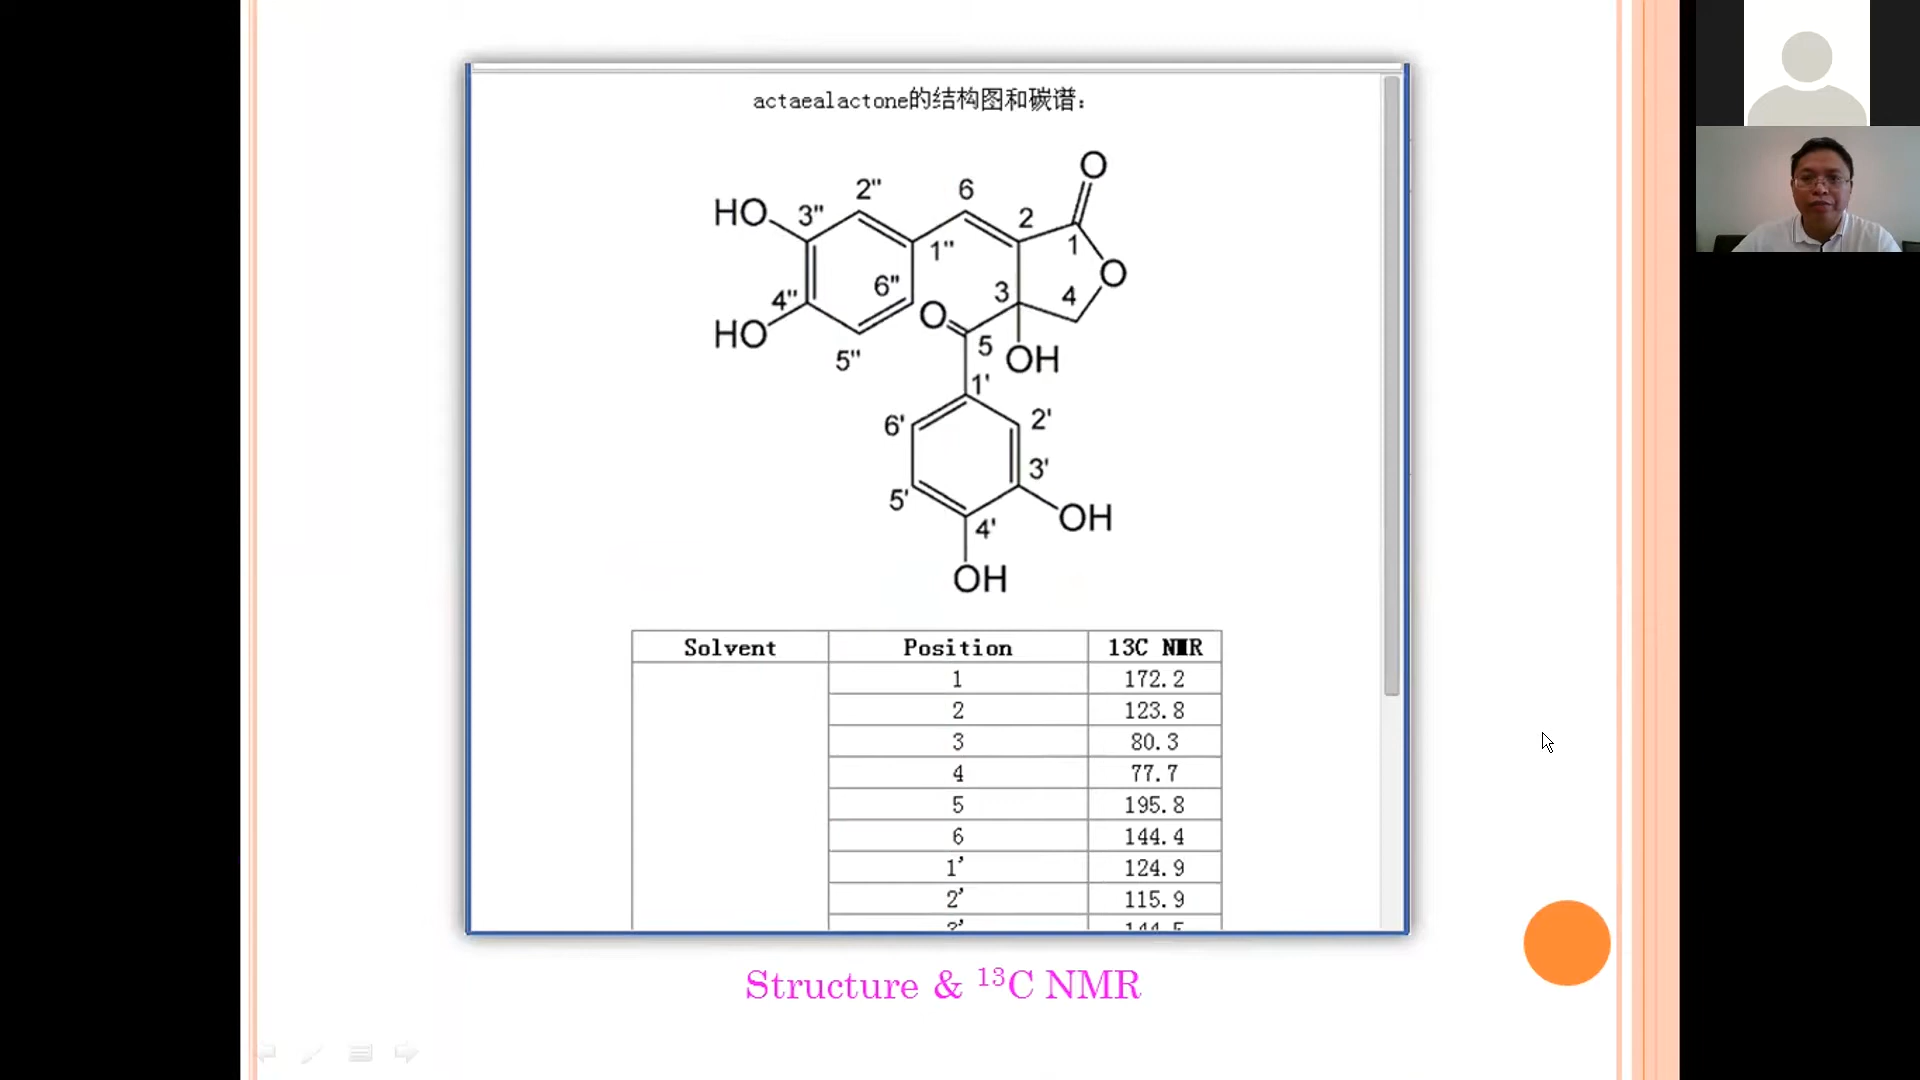 actaealactone的结构图和碳谱:
O
6
2"
HO
3"
2
1"
1
O
6"
4"
3
4
O
HO
5
5"
OH
1'
6'
2'
3'
5'
OH
4'
OH
Solvent Position 13C NMR
1 172.2
2 123.8
3 80.3
4 77.7
5 195.8
6 144.4
1’ 124.9
2’ 115.9
Structure & ¹³C NMR